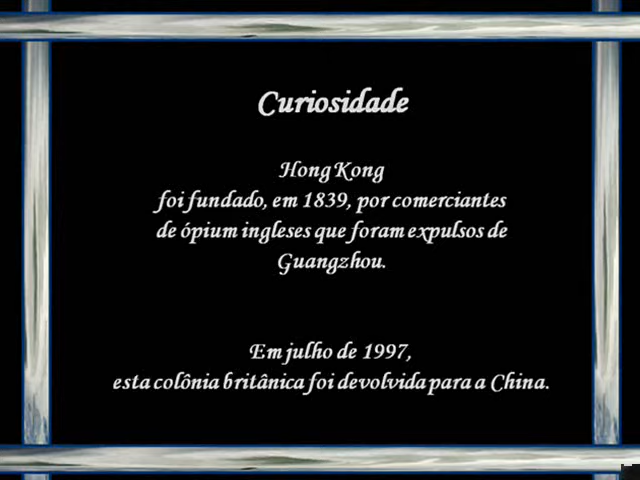 Curiosidade
Hong Kong
foi fundado, em 1839, por comerciantes
de ópium ingleses que foram expulsos de
Guangzhou.
Em julho de 1997,
esta colônia britânica foi devolvida para a China.